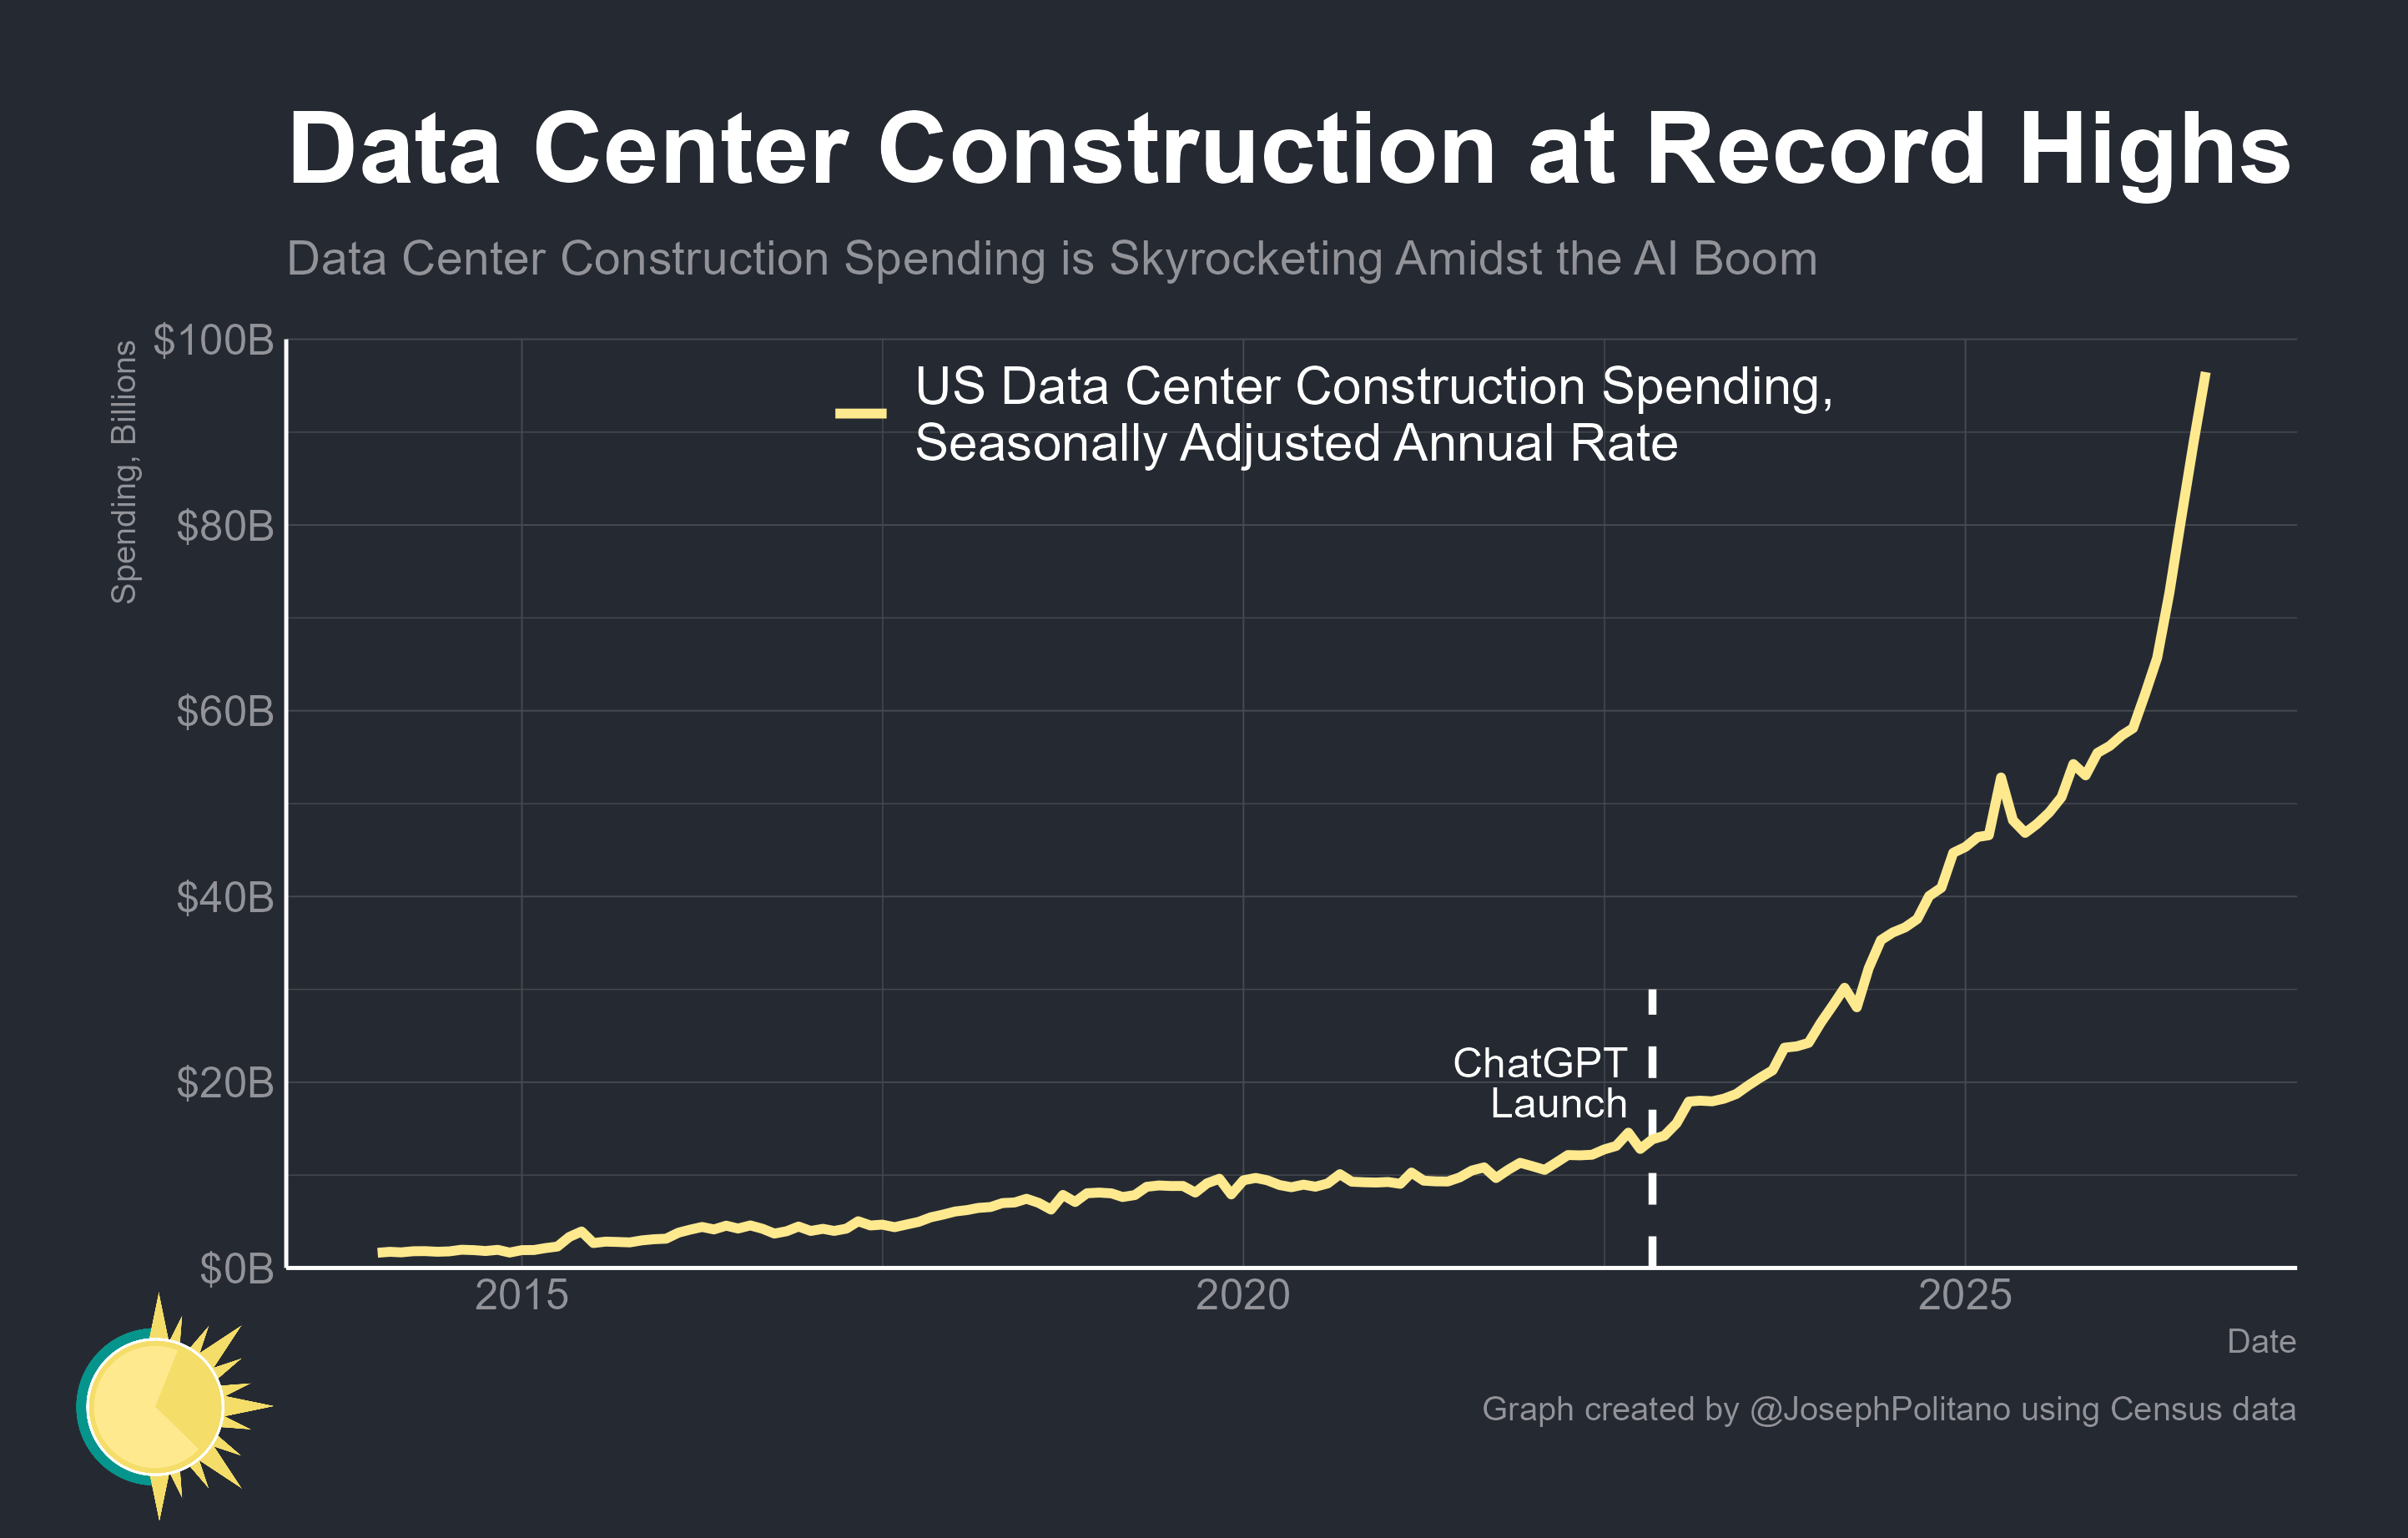 Data Center Construction at Record Highs
Data Center Construction Spending is Skyrocketing Amidst the AI Boom
Spending, Billions
$100B
$80B
$60B
$40B
$20B
$0B
US Data Center Construction Spending,
Seasonally Adjusted Annual Rate
ChatGPT
Launch
2015
2020
2025
Date
Graph created by @JosephPolitano using Census data